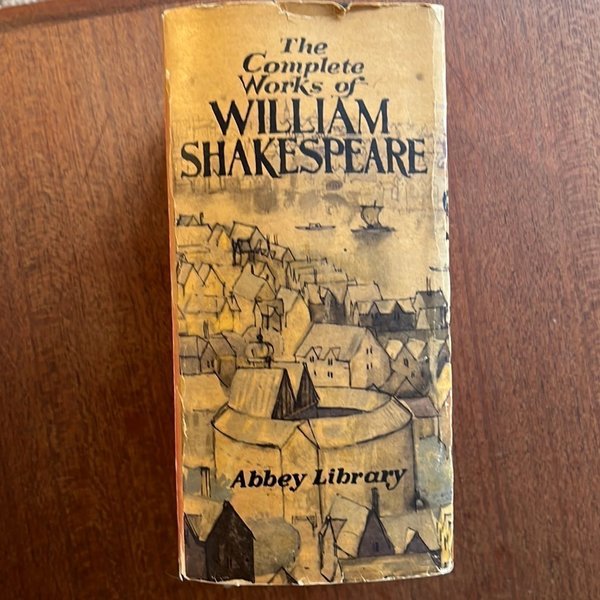 The
Complete
Works of
WILLIAM
SHAKESPEARE
Abbey Library